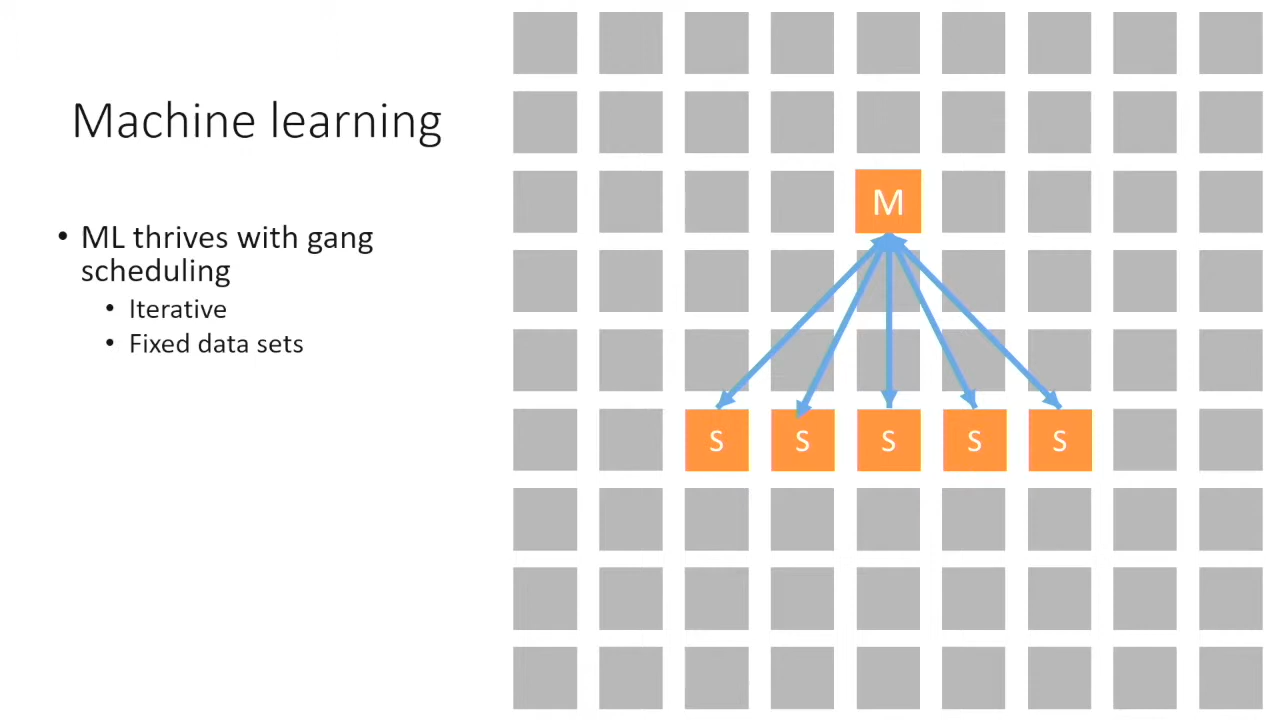 Machine learning
• ML thrives with gang
scheduling
• Iterative
• Fixed data sets
M
S S S S S